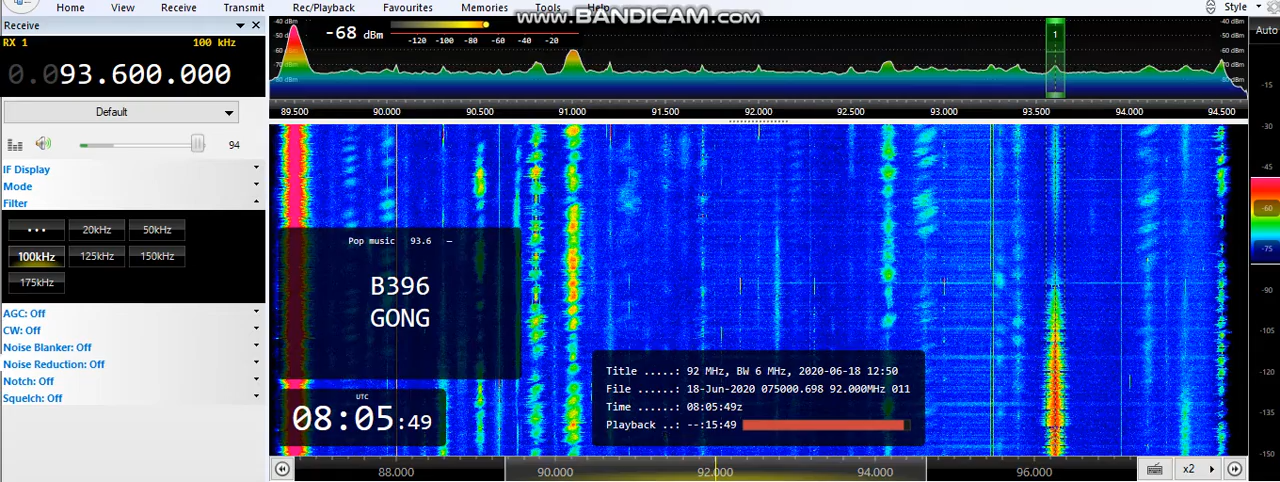 Home View Receive Transmit Rec/Playback Favourites Memories Tools Help Style
www.BANDICAM.com
Receive
RX 1 100 kHz
0.093.600.000
Default
94
IF Display
Mode
Filter
... 20kHz 50kHz
100kHz 125kHz 150kHz
175kHz
AGC: Off
CW: Off
Noise Blanker: Off
Noise Reduction: Off
Notch: Off
Squelch: Off
-40 dBm -40 dBm
-68 dBm
-120 -100 -80 -60 -40 -20
1
Auto
89.500 90.000 90.500 91.000 91.500 92.000 92.500 93.000 93.500 94.000 94.500
-15
-30
-45
-60
-75
-90
-105
-120
-135
-150
Pop music 93.6 –
B396
GONG
UTC
08:05:49
Title .....: 92 MHz, BW 6 MHz, 2020-06-18 12:50
File ......: 18-Jun-2020 075000.698 92.000MHz 011
Time ......: 08:05:49z
Playback ..: --:15:49
88.000 90.000 92.000 94.000 96.000
x2